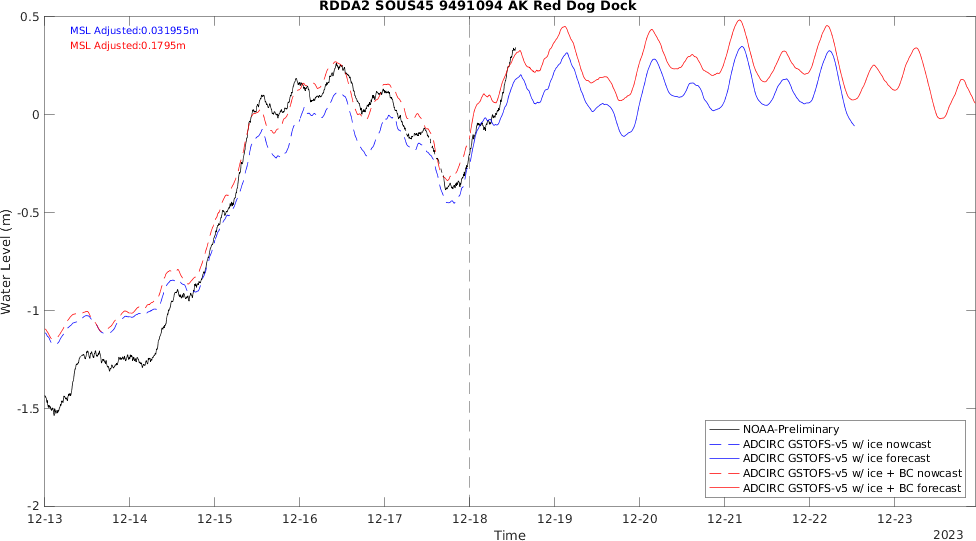 RDDA2 SOUS45 9491094 AK Red Dog Dock
MSL Adjusted:0.031955m
MSL Adjusted:0.1795m
0.5
0
-0.5
-1
-1.5
-2
Water Level (m)
NOAA-Preliminary
ADCIRC GSTOFS-v5 w/ ice nowcast
ADCIRC GSTOFS-v5 w/ ice forecast
ADCIRC GSTOFS-v5 w/ ice + BC nowcast
ADCIRC GSTOFS-v5 w/ ice + BC forecast
12-13 12-14 12-15 12-16 12-17 12-18 12-19 12-20 12-21 12-22 12-23
Time
2023